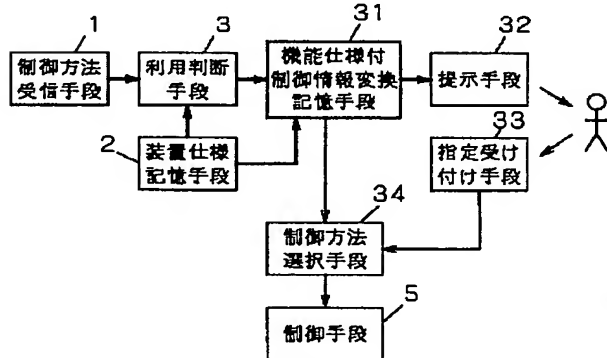 1
制御方法
受信手段
3
利用判断
手段
31
機能仕様付
制御情報変換
記憶手段
32
提示手段
2
装置仕様
記憶手段
33
指定受け
付け手段
34
制御方法
選択手段
5
制御手段